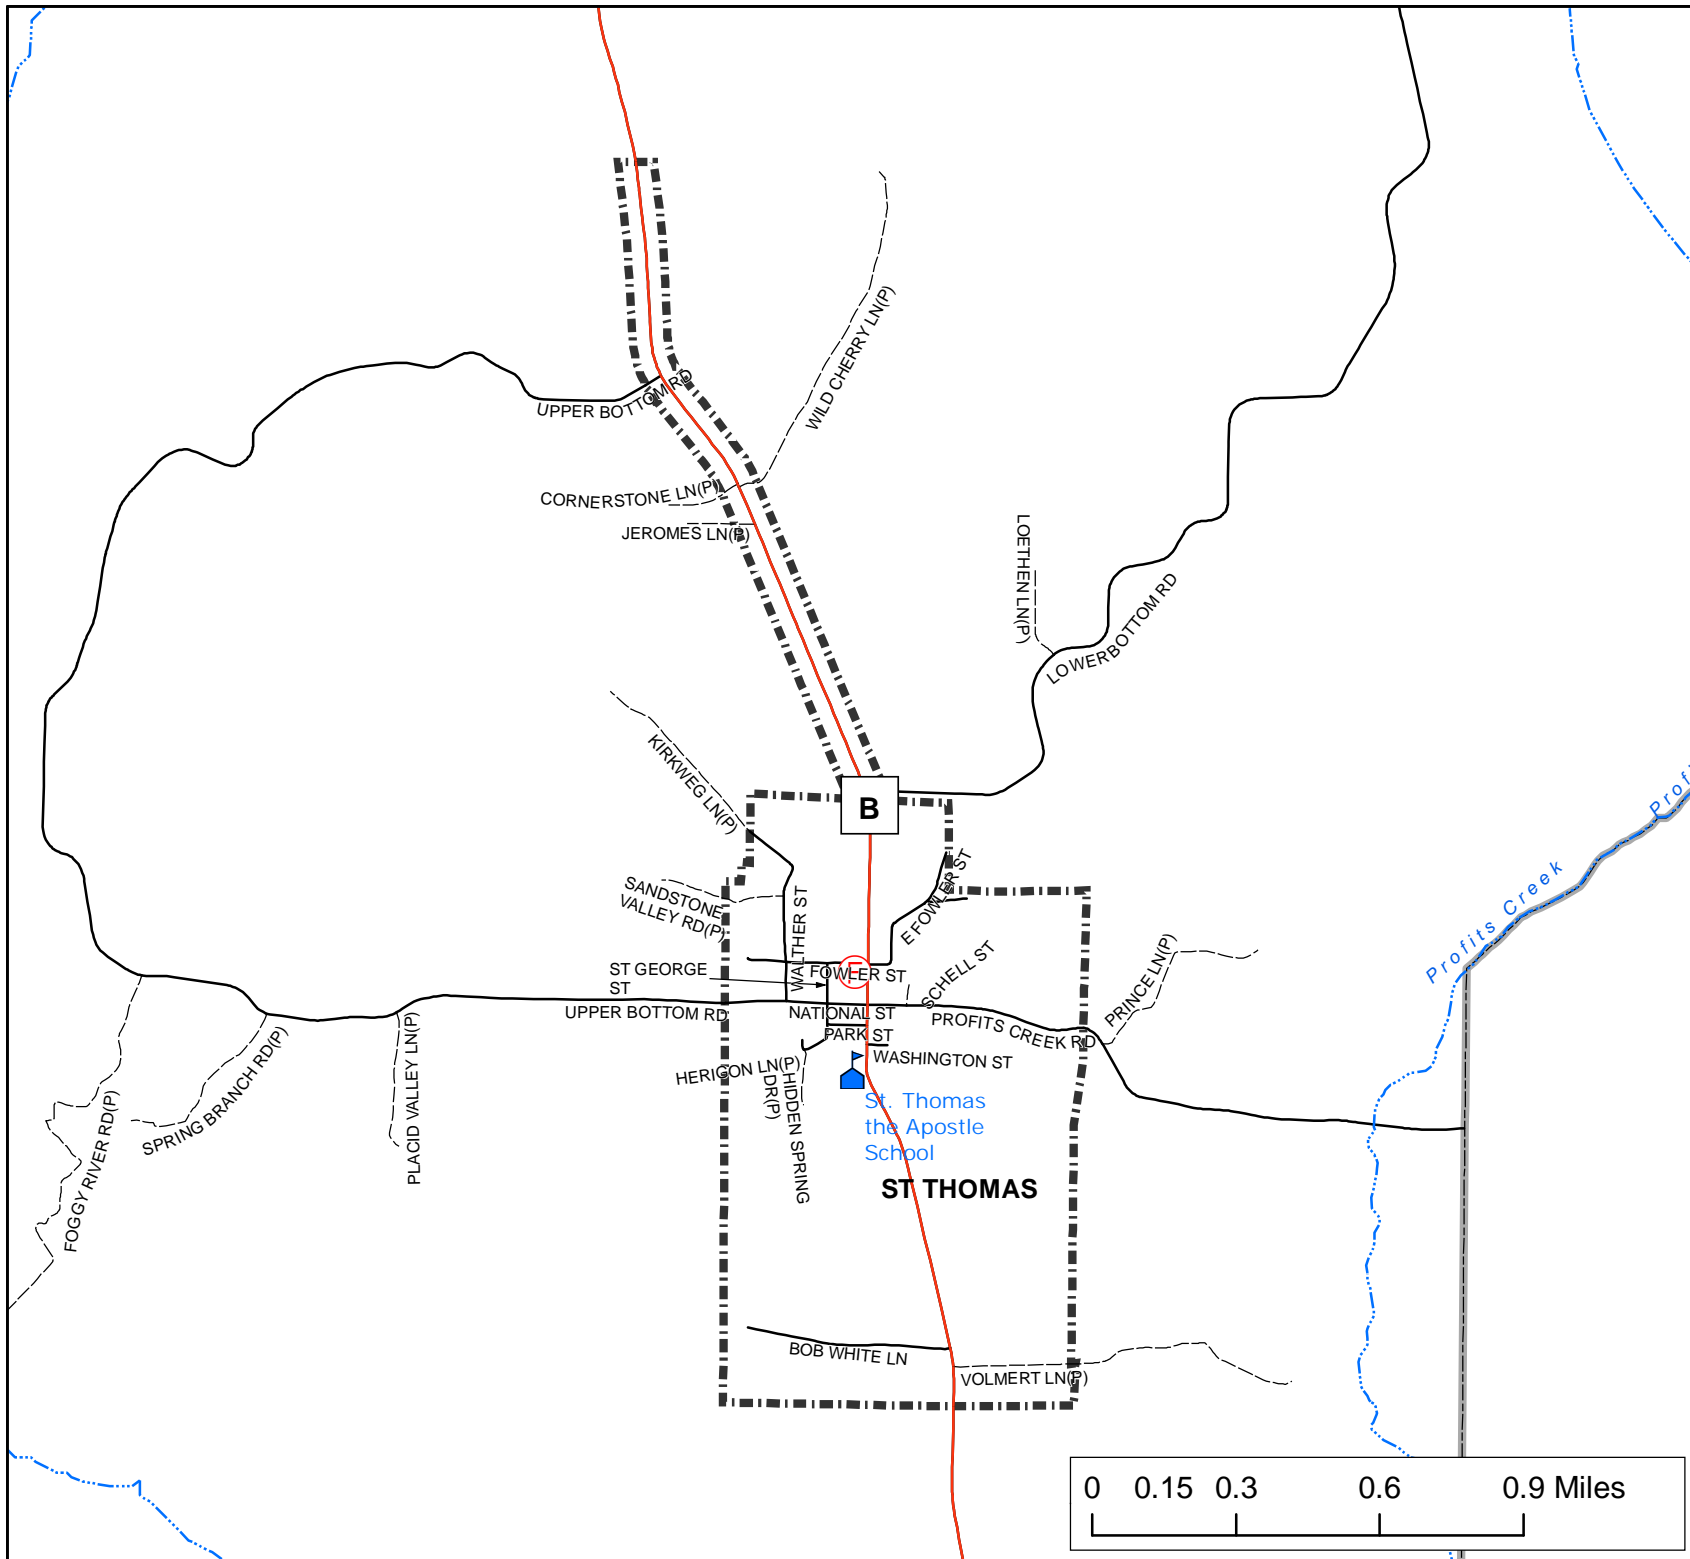 WILD CHERRY LN(P)
UPPER BOTTOM RD
CORNERSTONE LN(P)
JEROMES LN(P)
LOETHEN LN(P)
LOWER BOTTOM RD
KIRKWEG LN(P)
B
Profits Creek
SANDSTONE
VALLEY RD(P)
WALTHER ST
E FOWLER ST
ST GEORGE
ST
F
FOWLER ST
SCHELL ST
PRINCE LN(P)
UPPER BOTTOM RD
NATIONAL ST
PROFITS CREEK RD
PARK ST
WASHINGTON ST
HERIGON LN(P)
HIDDEN SPRING
DR(P)
St. Thomas
the Apostle
School
ST THOMAS
FOGGY RIVER RD(P)
SPRING BRANCH RD(P)
PLACID VALLEY LN(P)
BOB WHITE LN
VOLMERT LN(P)
0 0.15 0.3 0.6 0.9 Miles